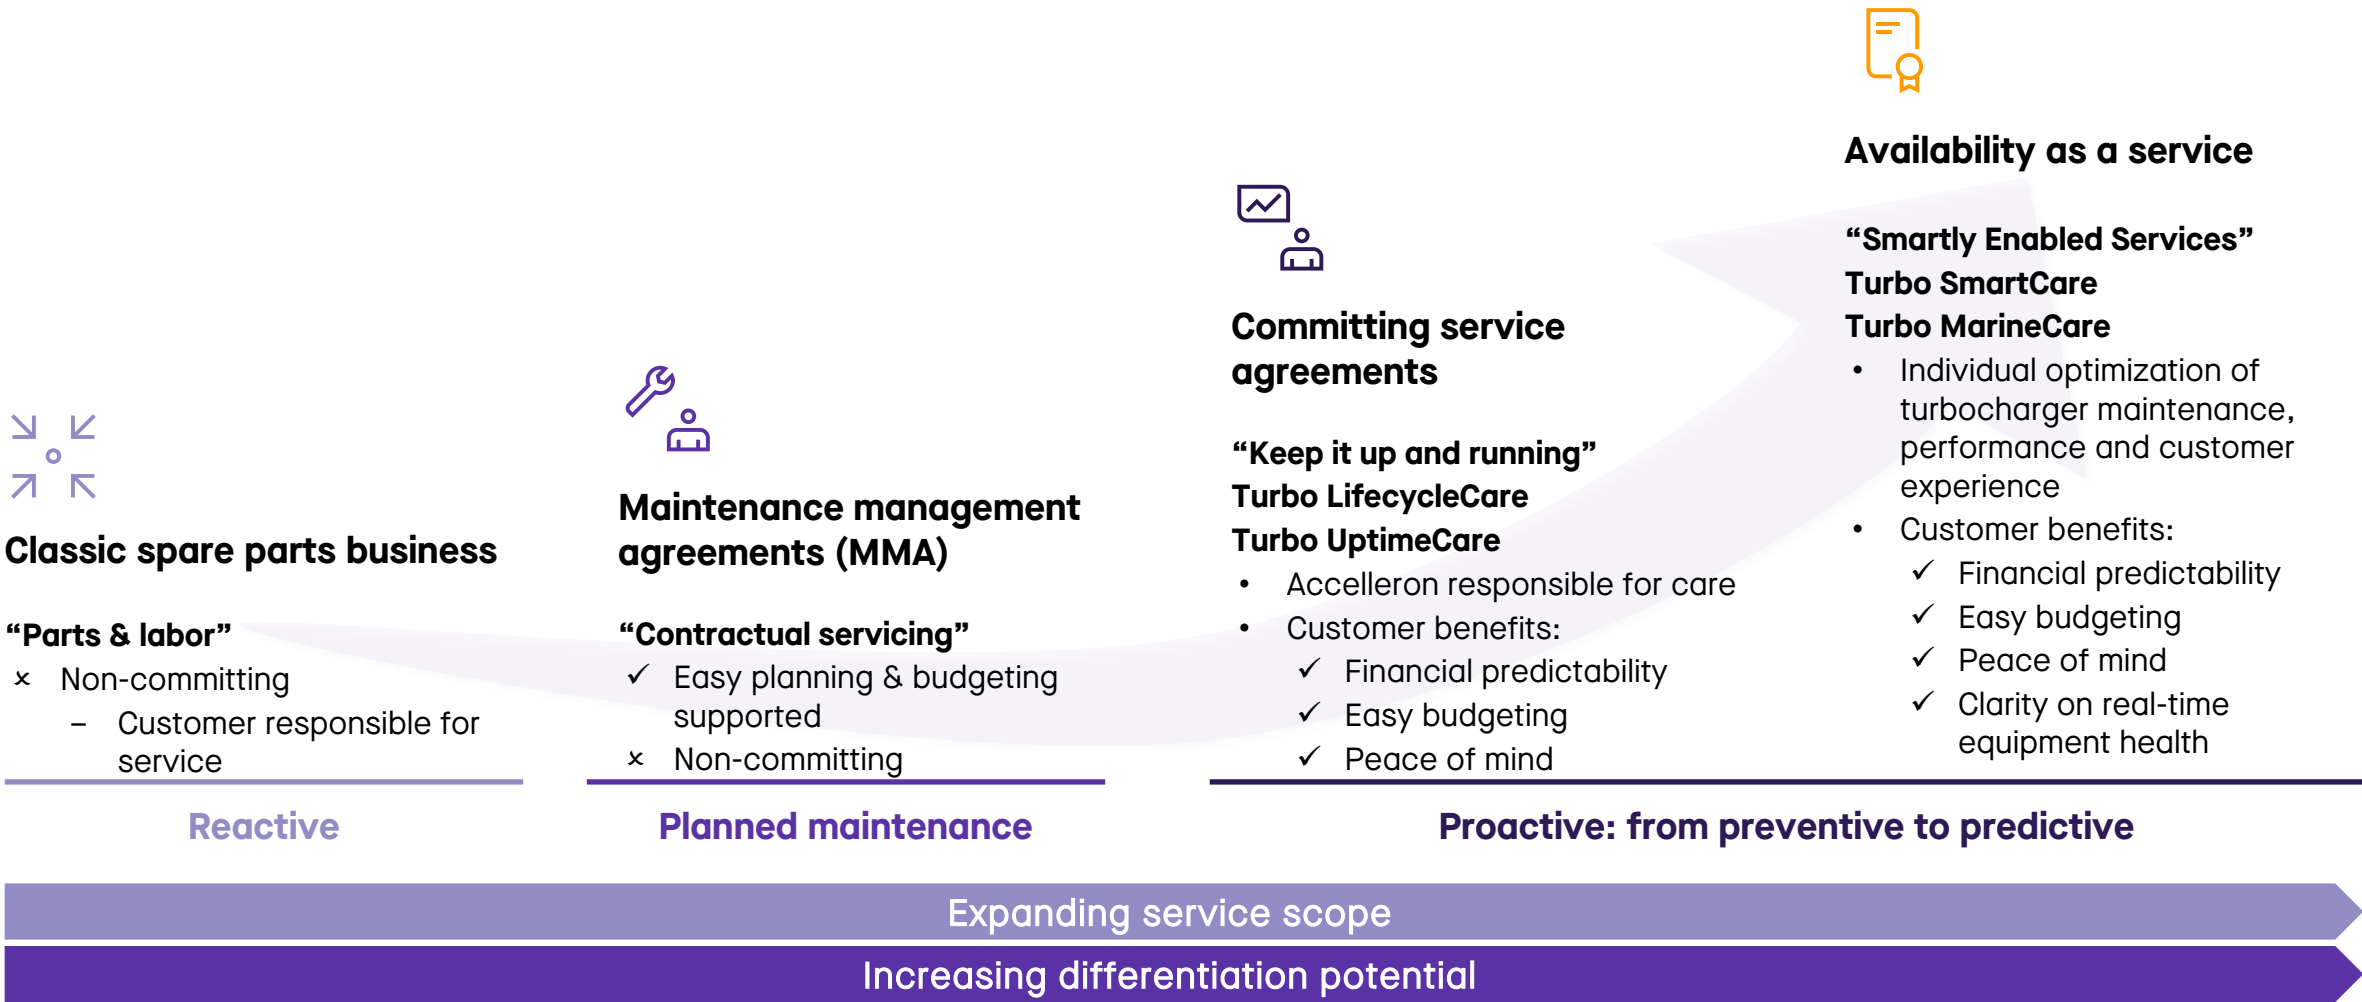 Classic spare parts business
“Parts & labor”
× Non-committing
– Customer responsible for
service
Reactive
Maintenance management
agreements (MMA)
“Contractual servicing”
✓ Easy planning & budgeting
supported
× Non-committing
Planned maintenance
Committing service
agreements
“Keep it up and running”
Turbo LifecycleCare
Turbo UptimeCare
• Accelleron responsible for care
• Customer benefits:
✓ Financial predictability
✓ Easy budgeting
✓ Peace of mind
Availability as a service
“Smartly Enabled Services”
Turbo SmartCare
Turbo MarineCare
• Individual optimization of
turbocharger maintenance,
performance and customer
experience
• Customer benefits:
✓ Financial predictability
✓ Easy budgeting
✓ Peace of mind
✓ Clarity on real-time
equipment health
Proactive: from preventive to predictive
Expanding service scope
Increasing differentiation potential